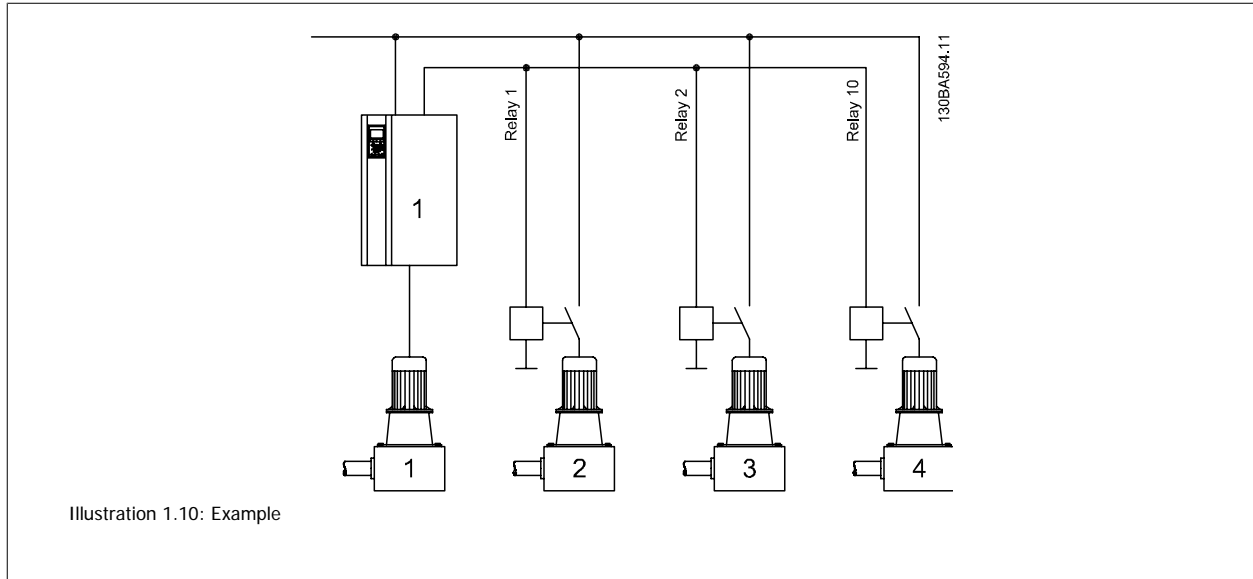 130BA594.11
Relay 1
Relay 2
Relay 10
1
1
2
3
4
Illustration 1.10: Example